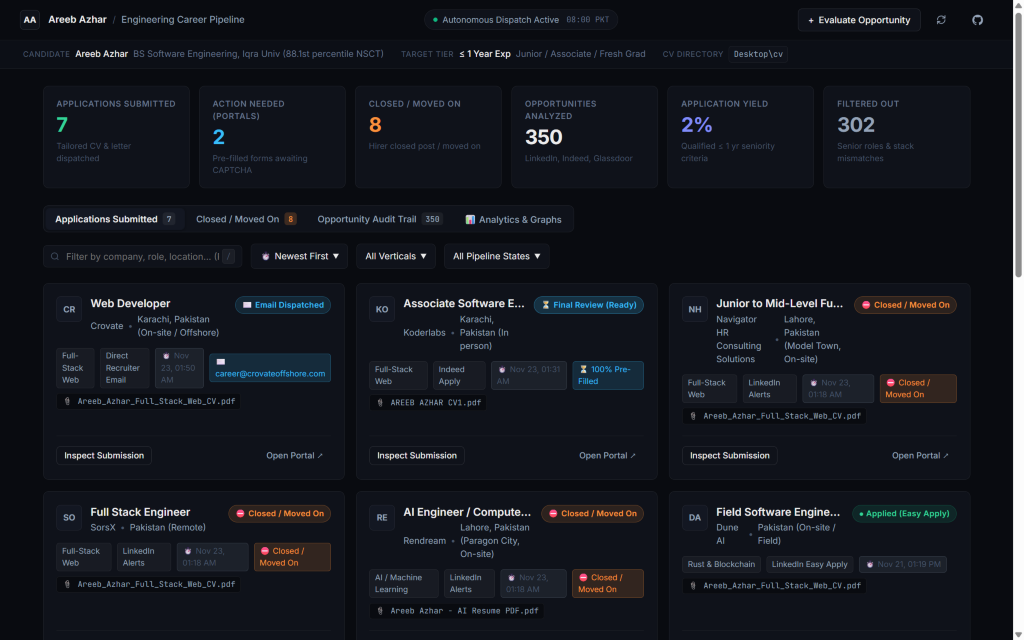 AA Areeb Azhar / Engineering Career Pipeline
Autonomous Dispatch Active 08:00 PKT
+ Evaluate Opportunity
CANDIDATE Areeb Azhar BS Software Engineering, Iqra Univ (88.1st percentile NSCT) TARGET TIER ≤ 1 Year Exp Junior / Associate / Fresh Grad CV DIRECTORY Desktop\cv
APPLICATIONS SUBMITTED
7
Tailored CV & letter
dispatched
ACTION NEEDED
(PORTALS)
2
Pre-filled forms awaiting
CAPTCHA
CLOSED / MOVED ON
8
Hirer closed post / moved on
OPPORTUNITIES
ANALYZED
350
LinkedIn, Indeed, Glassdoor
APPLICATION YIELD
2%
Qualified ≤ 1 yr seniority
criteria
FILTERED OUT
302
Senior roles & stack
mismatches
Applications Submitted 7
Closed / Moved On 8
Opportunity Audit Trail 350
📊 Analytics & Graphs
Filter by company, role, location... (I /
Newest First ▼
All Verticals ▼
All Pipeline States ▼
CR
Web Developer
Crovate • Karachi, Pakistan
(On-site / Offshore)
Email Dispatched
Full-
Stack
Web
Direct
Recruiter
Email
Nov
23, 01:50
AM
career@crovateoffshore.com
Areeb_Azhar_Full_Stack_Web_CV.pdf
Inspect Submission
Open Portal ↗
KO
Associate Software E...
Koderlabs • Karachi,
Pakistan (In
person)
⏳ Final Review (Ready)
Full-Stack
Web
Indeed
Apply
Nov 23, 01:31
AM
⏳ 100% Pre-
Filled
AREEB AZHAR CV1.pdf
Inspect Submission
Open Portal ↗
NH
Junior to Mid-Level Fu...
Navigator
HR
Consulting
Solutions
• Lahore,
Pakistan
(Model Town,
On-site)
⛔ Closed / Moved On
Full-Stack
Web
LinkedIn
Alerts
Nov 23,
01:18 AM
⛔ Closed /
Moved On
Areeb_Azhar_Full_Stack_Web_CV.pdf
Inspect Submission
Open Portal ↗
SO
Full Stack Engineer
SorsX • Pakistan (Remote)
⛔ Closed / Moved On
Full-Stack
Web
LinkedIn
Alerts
Nov 23,
01:18 AM
⛔ Closed /
Moved On
Areeb_Azhar_Full_Stack_Web_CV.pdf
RE
AI Engineer / Compute...
Rendream • Lahore, Pakistan
(Paragon City,
On-site)
⛔ Closed / Moved On
AI / Machine
Learning
LinkedIn
Alerts
Nov 23,
01:18 AM
⛔ Closed /
Moved On
Areeb Azhar - AI Resume PDF.pdf
DA
Field Software Engine...
Dune
AI
• Pakistan (On-site /
Field)
• Applied (Easy Apply)
Rust & Blockchain
LinkedIn Easy Apply
Nov 21, 01:19 PM
Areeb_Azhar_Full_Stack_Web_CV.pdf